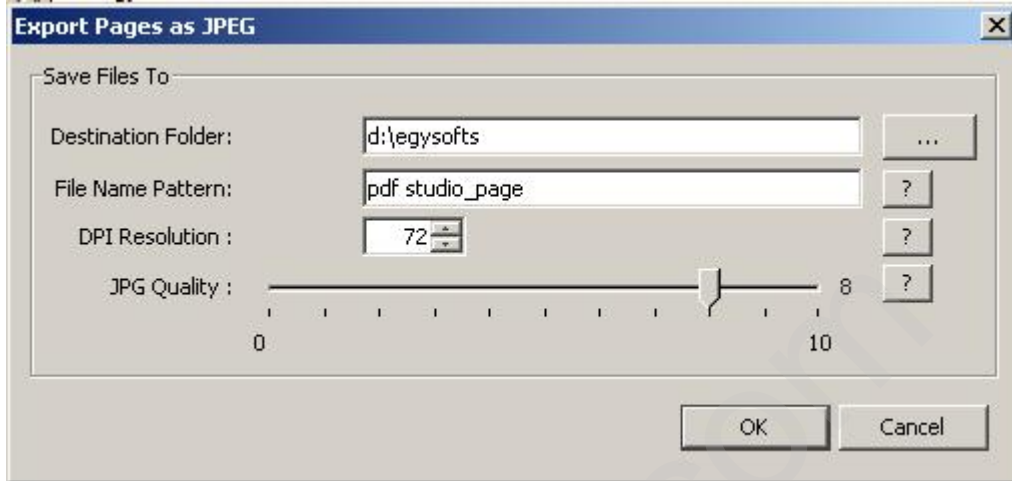 Export Pages as JPEG
Save Files To
Destination Folder: d:\egysofts ...
File Name Pattern: pdf studio_page ?
DPI Resolution : 72 ?
JPG Quality : 8 ?
0 10
OK Cancel
com